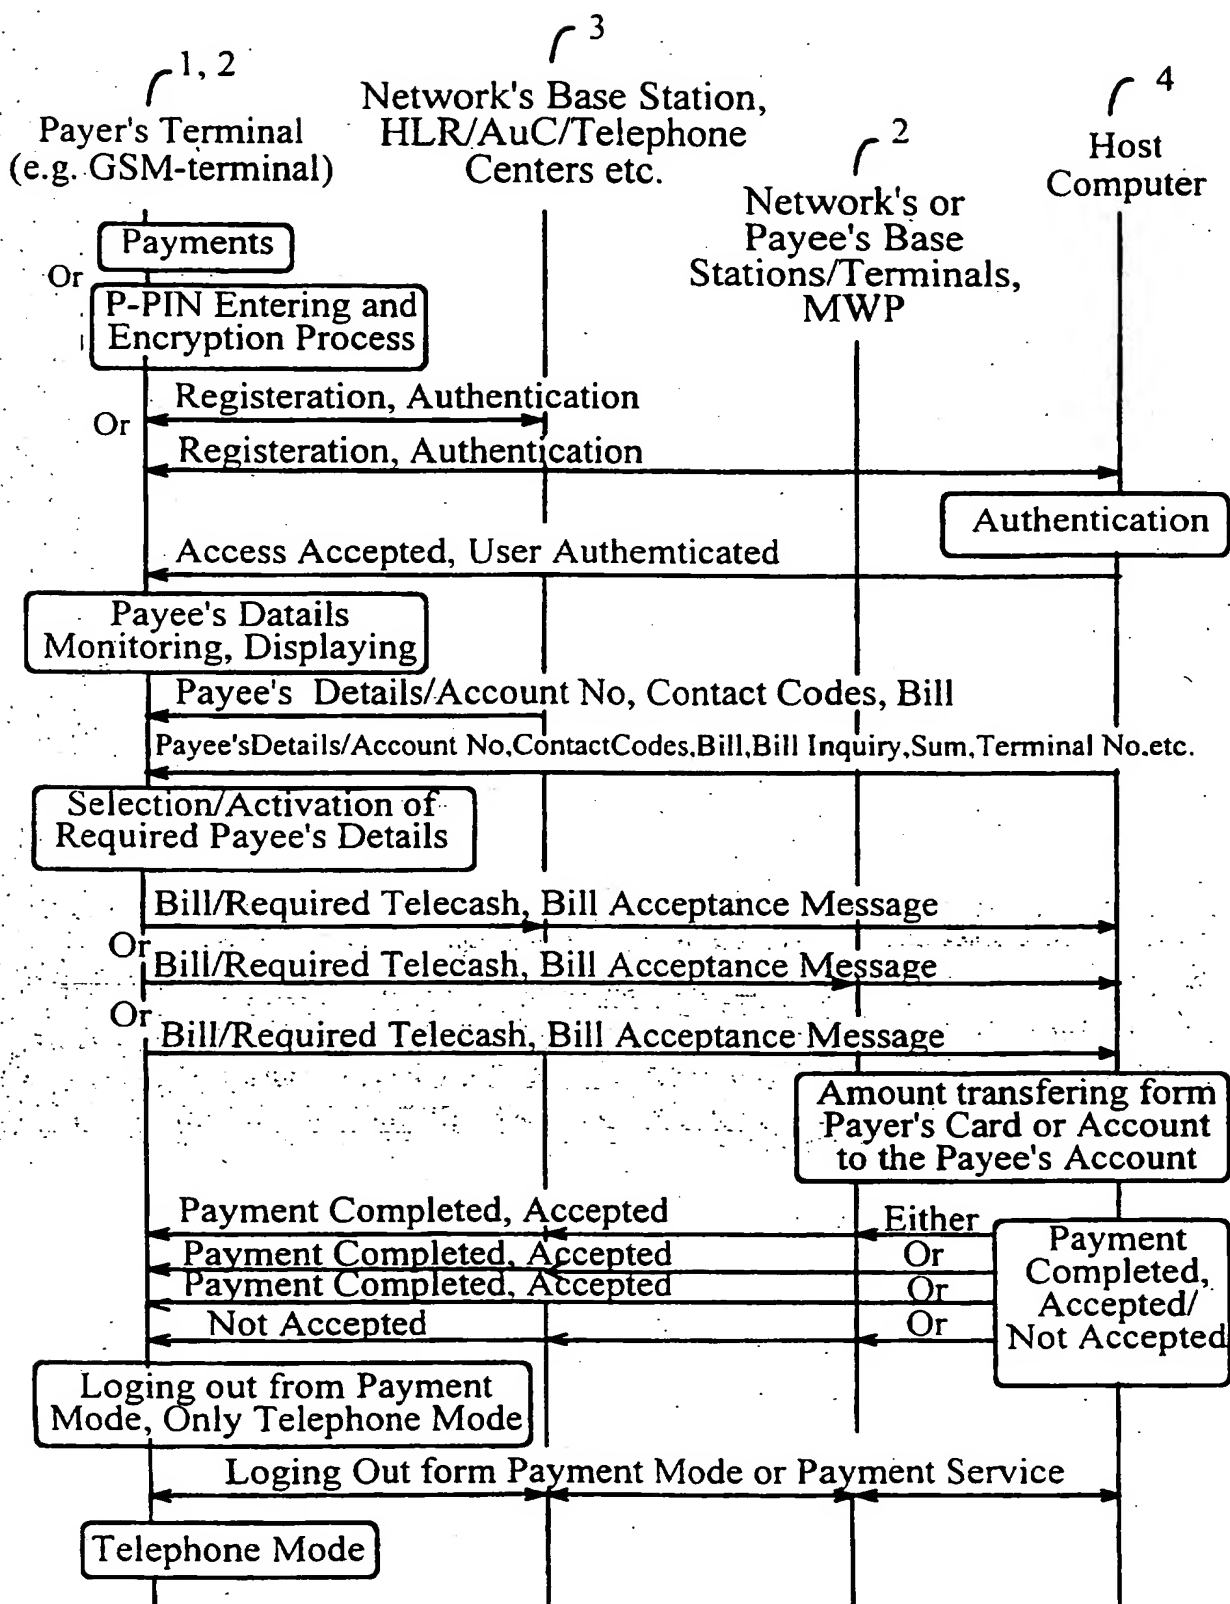 1, 2
3
2
4
Payer's Terminal
(e.g. GSM-terminal)
Network's Base Station,
HLR/AuC/Telephone
Centers etc.
Network's or
Payee's Base
Stations/Terminals,
MWP
Host
Computer
Payments
Or
P-PIN Entering and
Encryption Process
Registeration, Authentication
Or
Registeration, Authentication
Authentication
Access Accepted, User Authemticated
Payee's Datails
Monitoring, Displaying
Payee's Details/Account No, Contact Codes, Bill
Payee'sDetails/Account No,ContactCodes,Bill,Bill Inquiry,Sum,Terminal No.etc.
Selection/Activation of
Required Payee's Details
Bill/Required Telecash, Bill Acceptance Message
Or
Bill/Required Telecash, Bill Acceptance Message
Or
Bill/Required Telecash, Bill Acceptance Message
Amount transfering form
Payer's Card or Account
to the Payee's Account
Payment Completed, Accepted
Either
Payment Completed, Accepted
Or
Payment Completed, Accepted
Or
Not Accepted
Or
Payment
Completed,
Accepted/
Not Accepted
Loging out from Payment
Mode, Only Telephone Mode
Loging Out form Payment Mode or Payment Service
Telephone Mode